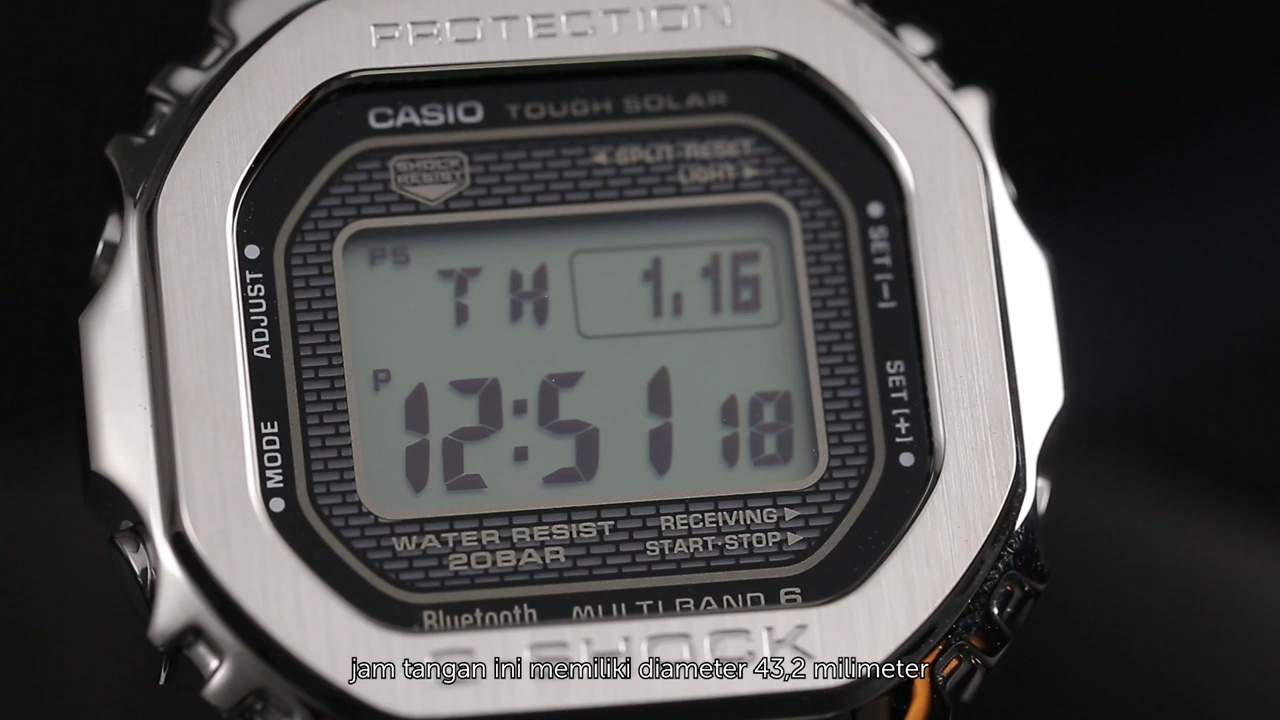 PROTECTION
CASIO TOUGH SOLAR
SHOCK RESIST
◄ SPLIT·RESET
LIGHT ►
PS
TH 1.16
P 12:51 18
ADJUST
MODE
SET (−)
SET (+)
WATER RESIST
20BAR
RECEIVING ►
START·STOP ►
Bluetooth MULTI BAND 6
G-SHOCK
jam tangan ini memiliki diameter 43,2 milimeter